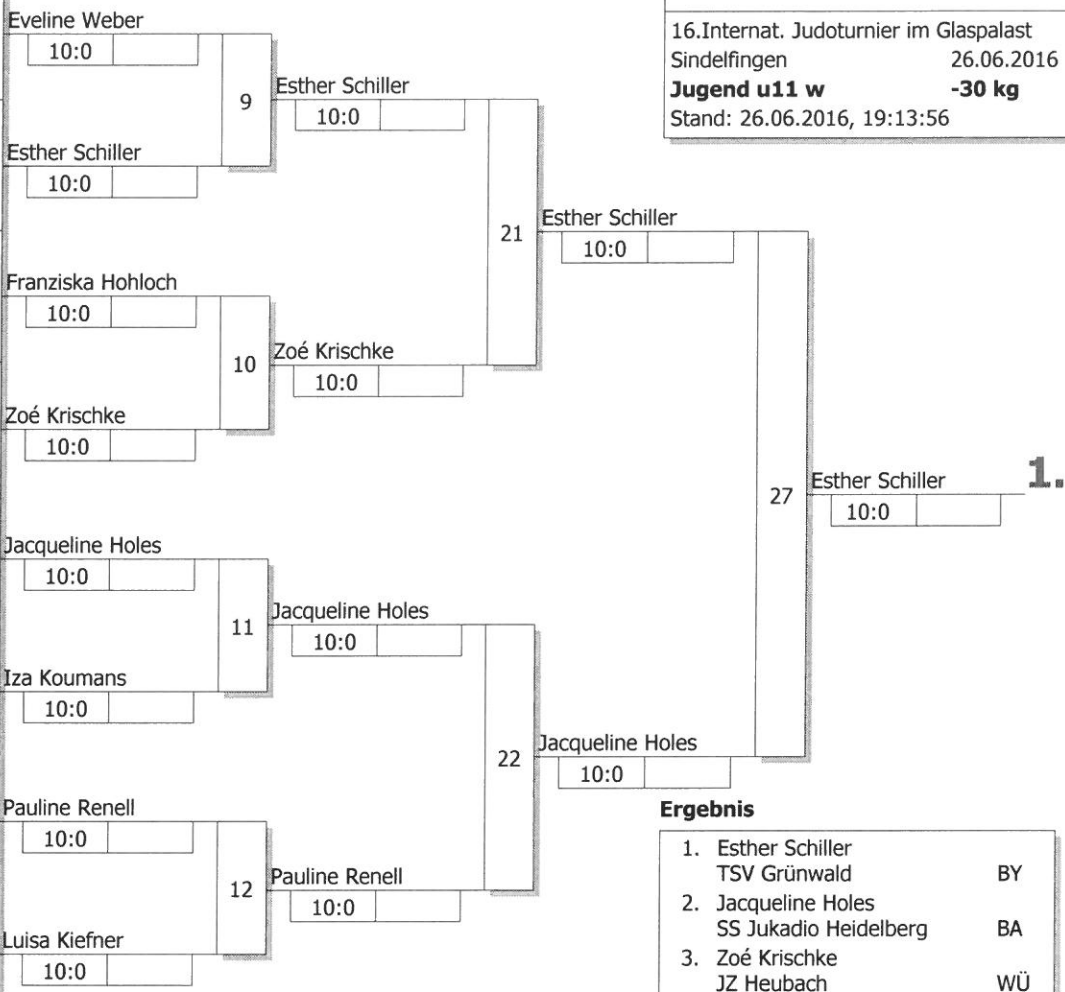 16.Internat. Judoturnier im Glaspalast
Sindelfingen 26.06.2016
Jugend u11 w -30 kg
Stand: 26.06.2016, 19:13:56
Eveline Weber
10:0
9
Esther Schiller
10:0
Esther Schiller
10:0
21
Esther Schiller
10:0
Franziska Hohloch
10:0
10
Zoé Krischke
10:0
Zoé Krischke
10:0
27
Esther Schiller
10:0
1.
Jacqueline Holes
10:0
11
Jacqueline Holes
10:0
Iza Koumans
10:0
22
Jacqueline Holes
10:0
Pauline Renell
10:0
12
Pauline Renell
10:0
Luisa Kiefner
10:0
Ergebnis
1. Esther Schiller
TSV Grünwald BY
2. Jacqueline Holes
SS Jukadio Heidelberg BA
3. Zoé Krischke
JZ Heubach WÜ